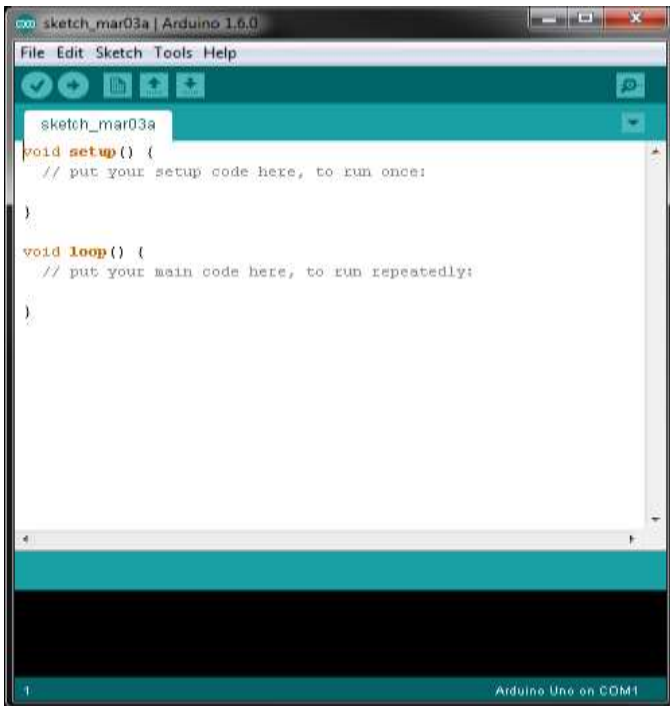 sketch_mar03a | Arduino 1.6.0
File Edit Sketch Tools Help
sketch_mar03a
void setup() {
  // put your setup code here, to run once:
}
void loop() {
  // put your main code here, to run repeatedly:
}
1
Arduino Uno on COM1